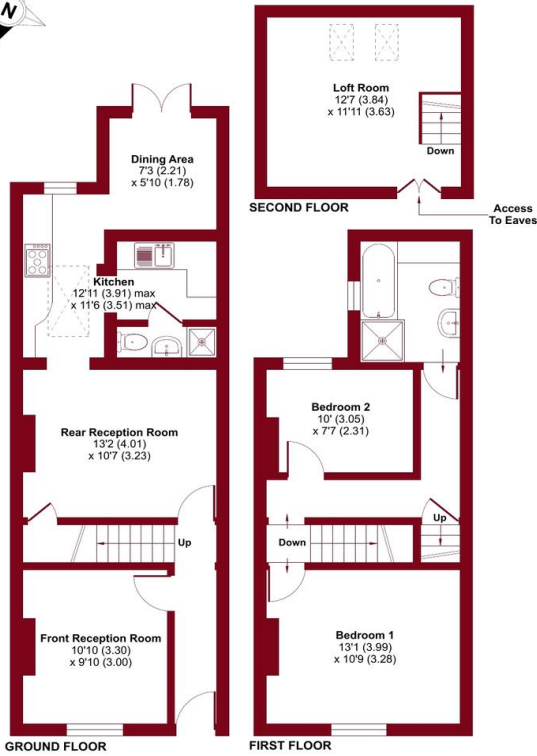 N
Dining Area
7'3 (2.21)
x 5'10 (1.78)
Kitchen
12'11 (3.91) max
x 11'6 (3.51) max
Rear Reception Room
13'2 (4.01)
x 10'7 (3.23)
Up
Front Reception Room
10'10 (3.30)
x 9'10 (3.00)
GROUND FLOOR
Loft Room
12'7 (3.84)
x 11'11 (3.63)
Down
SECOND FLOOR
Access
To Eaves
Bedroom 2
10' (3.05)
x 7'7 (2.31)
Up
Down
Bedroom 1
13'1 (3.99)
x 10'9 (3.28)
FIRST FLOOR